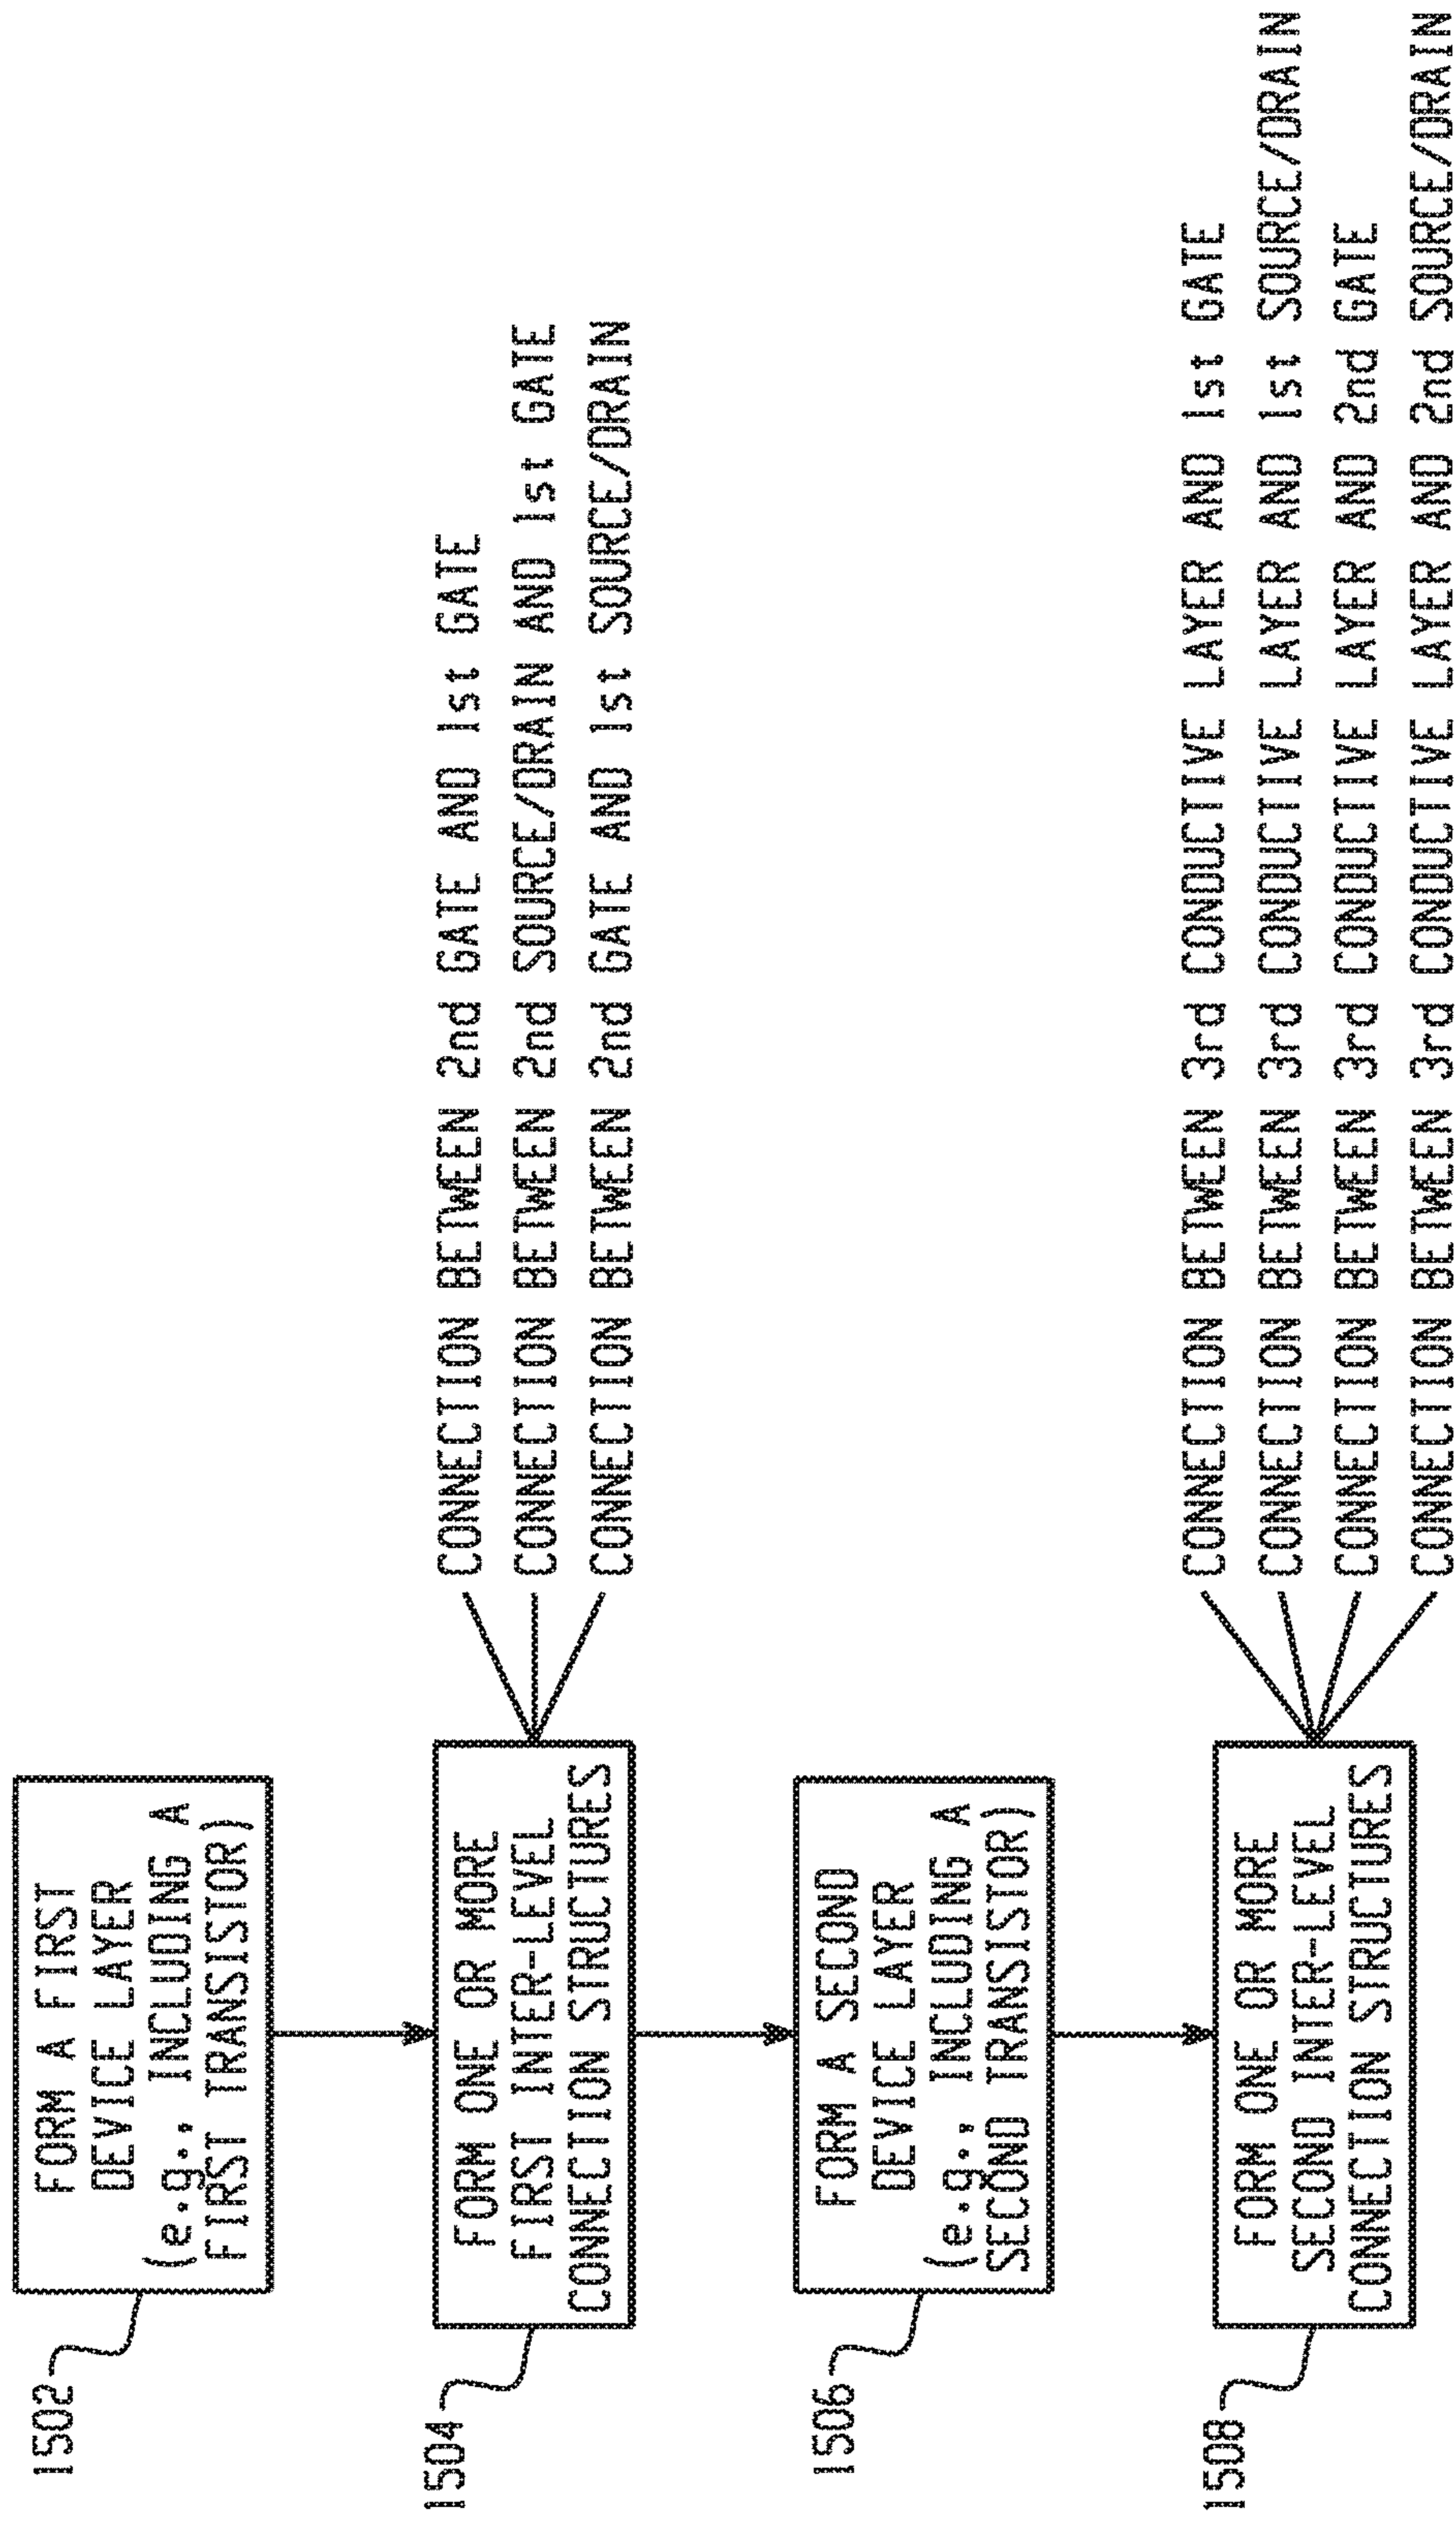 1502
FORM A FIRST
DEVICE LAYER
(e.g., INCLUDING A
FIRST TRANSISTOR)
1504
FORM ONE OR MORE
FIRST INTER-LEVEL
CONNECTION STRUCTURES
CONNECTION BETWEEN 2nd GATE AND 1st GATE
CONNECTION BETWEEN 2nd SOURCE/DRAIN AND 1st GATE
CONNECTION BETWEEN 2nd GATE AND 1st SOURCE/DRAIN
1506
FORM A SECOND
DEVICE LAYER
(e.g., INCLUDING A
SECOND TRANSISTOR)
1508
FORM ONE OR MORE
SECOND INTER-LEVEL
CONNECTION STRUCTURES
CONNECTION BETWEEN 3rd CONDUCTIVE LAYER AND 1st GATE
CONNECTION BETWEEN 3rd CONDUCTIVE LAYER AND 1st SOURCE/DRAIN
CONNECTION BETWEEN 3rd CONDUCTIVE LAYER AND 2nd GATE
CONNECTION BETWEEN 3rd CONDUCTIVE LAYER AND 2nd SOURCE/DRAIN